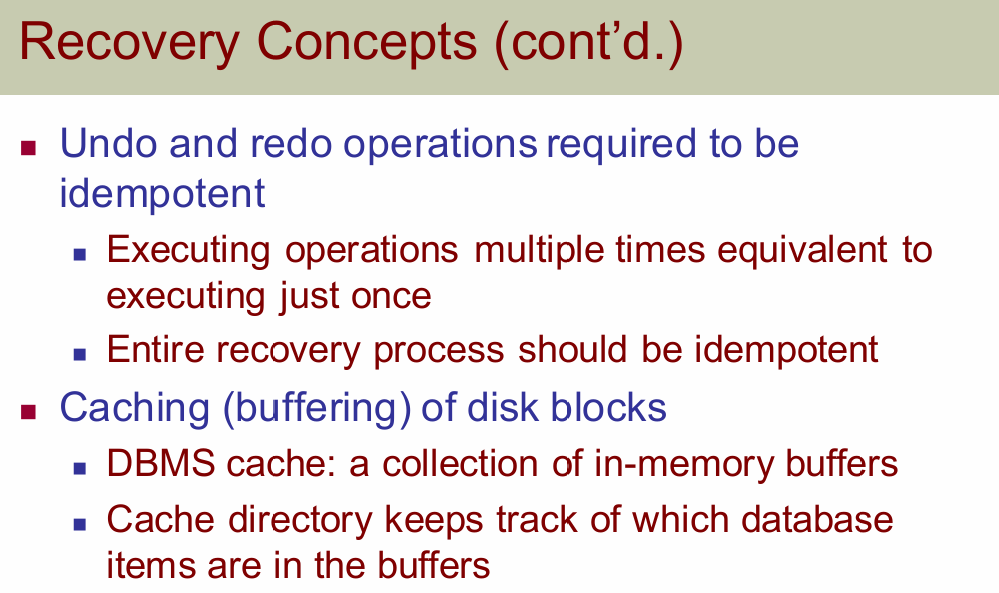 Recovery Concepts (cont’d.)
Undo and redo operations required to be
idempotent
Executing operations multiple times equivalent to
executing just once
Entire recovery process should be idempotent
Caching (buffering) of disk blocks
DBMS cache: a collection of in-memory buffers
Cache directory keeps track of which database
items are in the buffers